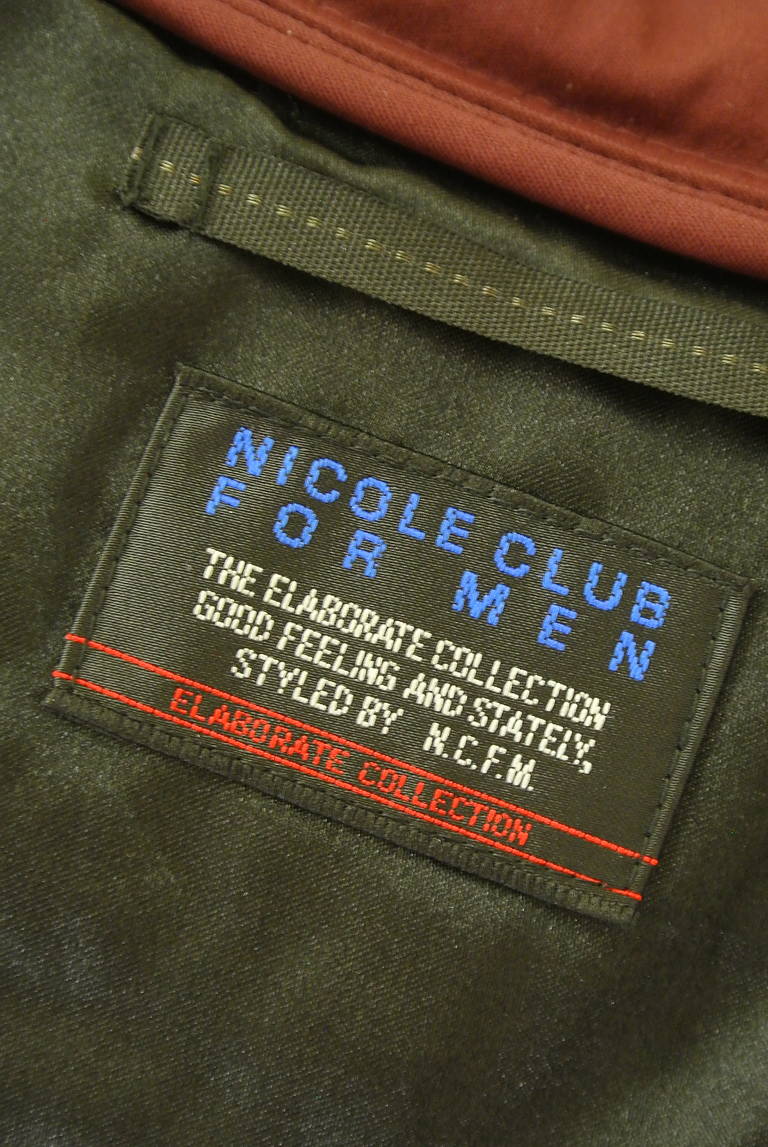 NICOLE CLUB
FOR MEN
THE ELABORATE COLLECTION
GOOD FEELING AND STATELY,
STYLED BY N.C.F.M.
ELABORATE COLLECTION